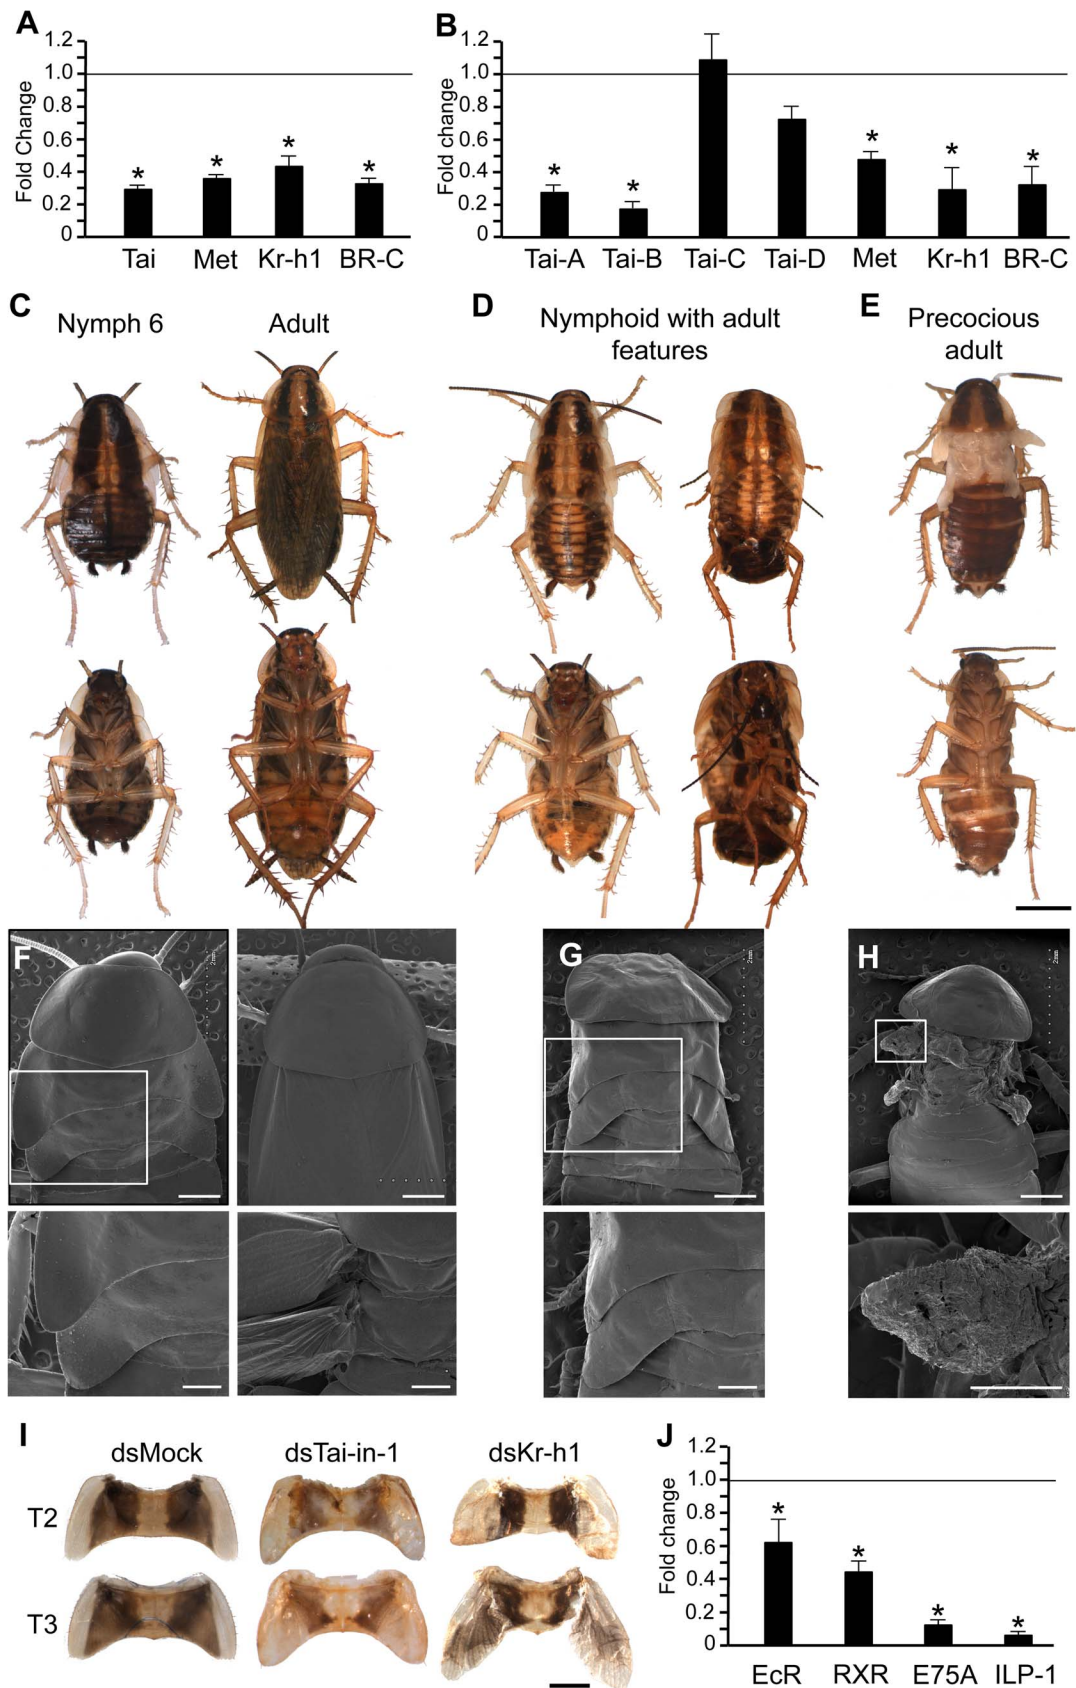 A
Fold Change
1.2
1.0
0.8
0.6
0.4
0.2
0
*
*
*
*
Tai Met Kr-h1 BR-C
B
Fold change
1.2
1.0
0.8
0.6
0.4
0.2
0
*
*
*
*
*
Tai-A Tai-B Tai-C Tai-D Met Kr-h1 BR-C
C
Nymph 6
Adult
D
Nymphoid with adult
features
E
Precocious
adult
F
2mm
G
2mm
H
2mm
I
dsMock dsTai-in-1 dsKr-h1
T2
T3
J
Fold change
1.2
1.0
0.8
0.6
0.4
0.2
0
*
*
*
*
EcR RXR E75A ILP-1